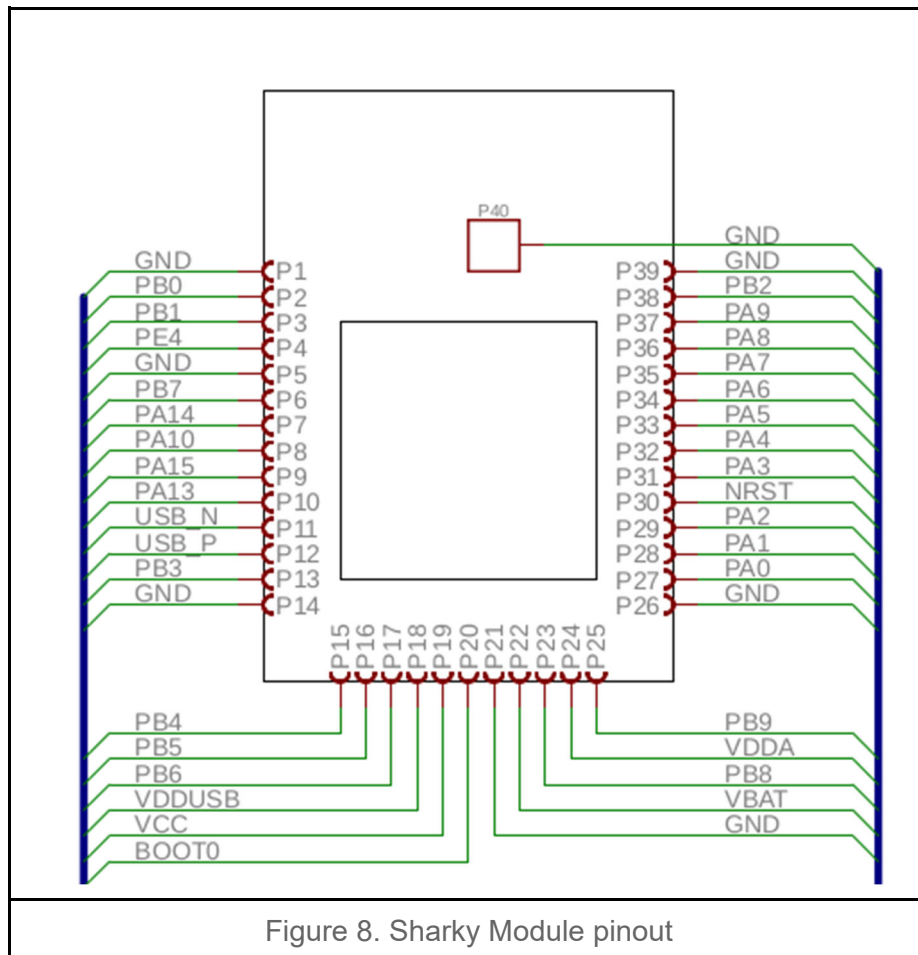 P40
GND
GND P1 P39 GND
PB0 P2 P38 PB2
PB1 P3 P37 PA9
PE4 P4 P36 PA8
GND P5 P35 PA7
PB7 P6 P34 PA6
PA14 P7 P33 PA5
PA10 P8 P32 PA4
PA15 P9 P31 PA3
PA13 P10 P30 NRST
USB_N P11 P29 PA2
USB_P P12 P28 PA1
PB3 P13 P27 PA0
GND P14 P26 GND
P15 P16 P17 P18 P19 P20 P21 P22 P23 P24 P25
PB4 PB9
PB5 VDDA
PB6 PB8
VDDUSB VBAT
VCC GND
BOOT0
Figure 8. Sharky Module pinout